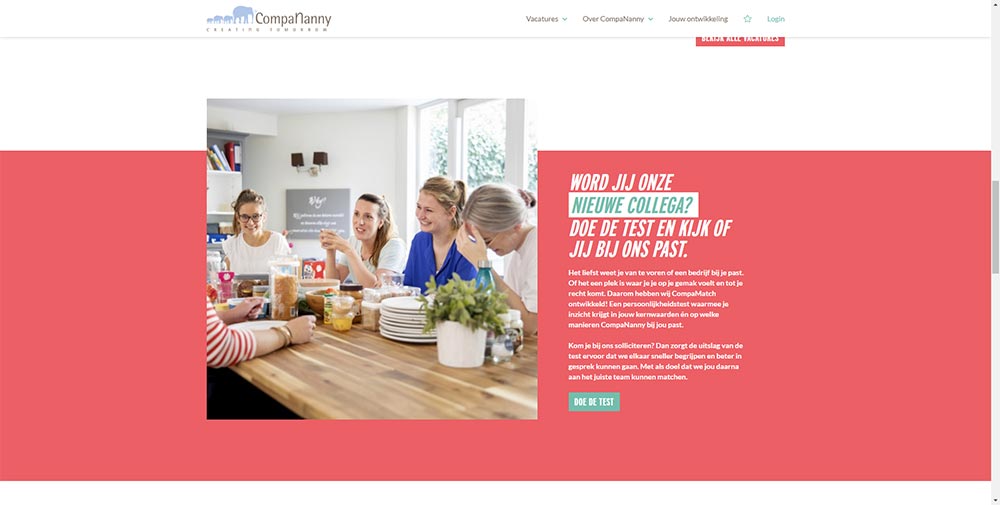 CompaNanny
CREATING TOMORROW
Vacatures
Over CompaNanny
Jouw ontwikkeling
Login
BEKIJK ALLE VACATURES
WORD JIJ ONZE
NIEUWE COLLEGA?
DOE DE TEST EN KIJK OF
JIJ BIJ ONS PAST.
Het liefst weet je van te voren of een bedrijf bij je past.
Of het een plek is waar je je op je gemak voelt en tot je
recht komt. Daarom hebben wij CompaMatch
ontwikkeld! Een persoonlijkheidstest waarmee je
inzicht krijgt in jouw kernwaarden én op welke
manieren CompaNanny bij jou past.
Kom je bij ons solliciteren? Dan zorgt de uitslag van de
test ervoor dat we elkaar sneller begrijpen en beter in
gesprek kunnen gaan. Met als doel dat we jou daarna
aan het juiste team kunnen matchen.
DOE DE TEST